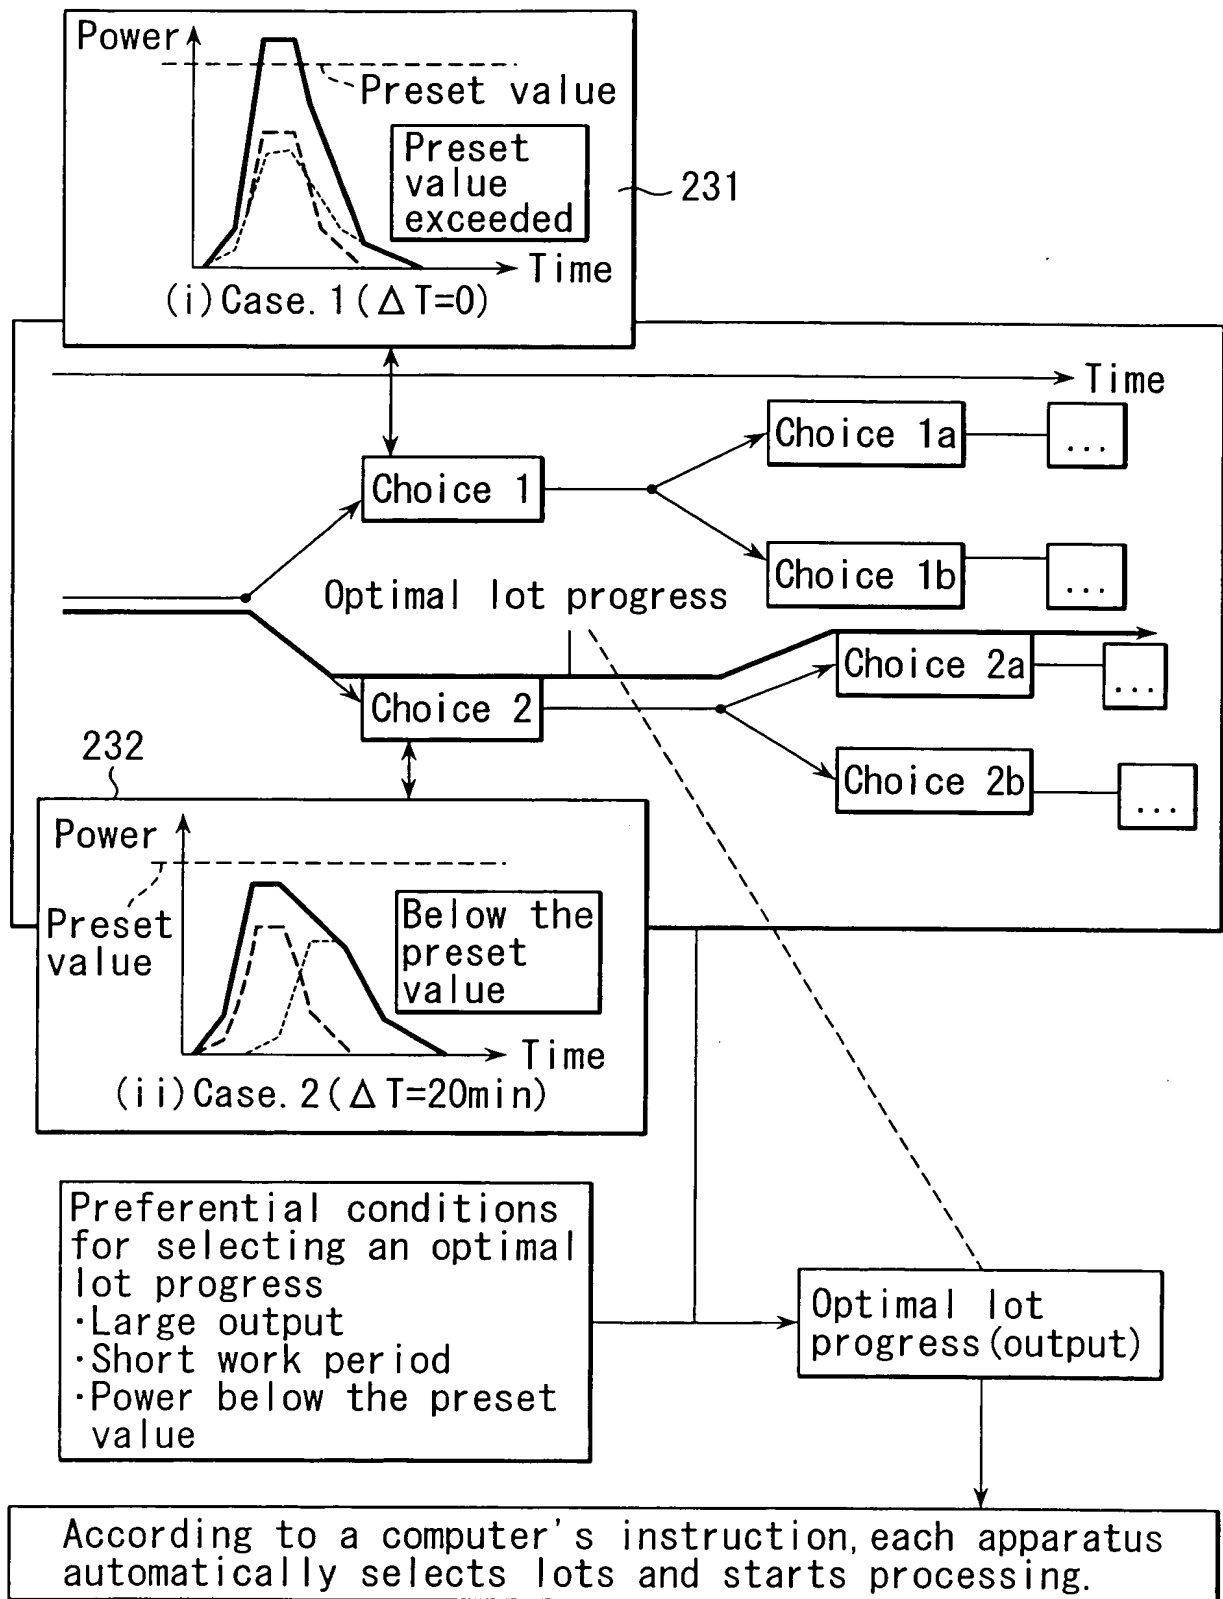 Power
Preset value
Preset
value
exceeded
231
Time
(i) Case. 1 (ΔT=0)
Time
Choice 1a
...
Choice 1
Choice 1b
...
Optimal lot progress
Choice 2a
...
Choice 2
232
Choice 2b
...
Power
Preset
value
Below the
preset
value
Time
(ii) Case. 2 (ΔT=20min)
Preferential conditions
for selecting an optimal
lot progress
·Large output
·Short work period
·Power below the preset
value
Optimal lot
progress (output)
According to a computer's instruction, each apparatus
automatically selects lots and starts processing.